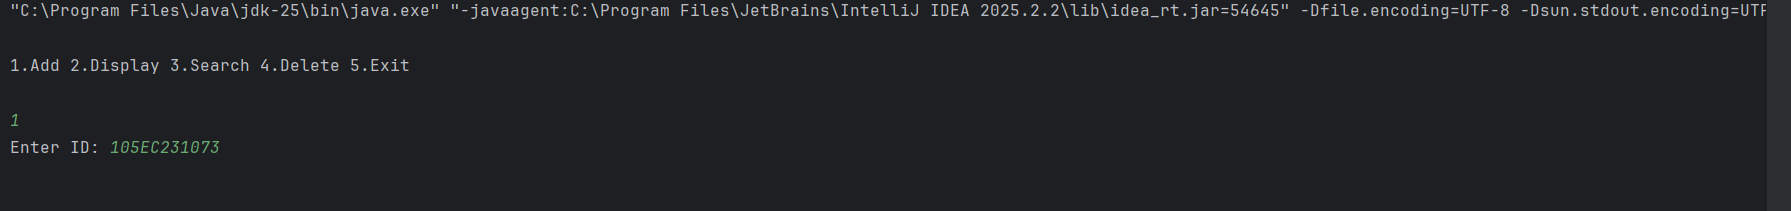 "C:\Program Files\Java\jdk-25\bin\java.exe" "-javaagent:C:\Program Files\JetBrains\IntelliJ IDEA 2025.2.2\lib\idea_rt.jar=54645" -Dfile.encoding=UTF-8 -Dsun.stdout.encoding=UTF
1.Add 2.Display 3.Search 4.Delete 5.Exit
1
Enter ID: 105EC231073